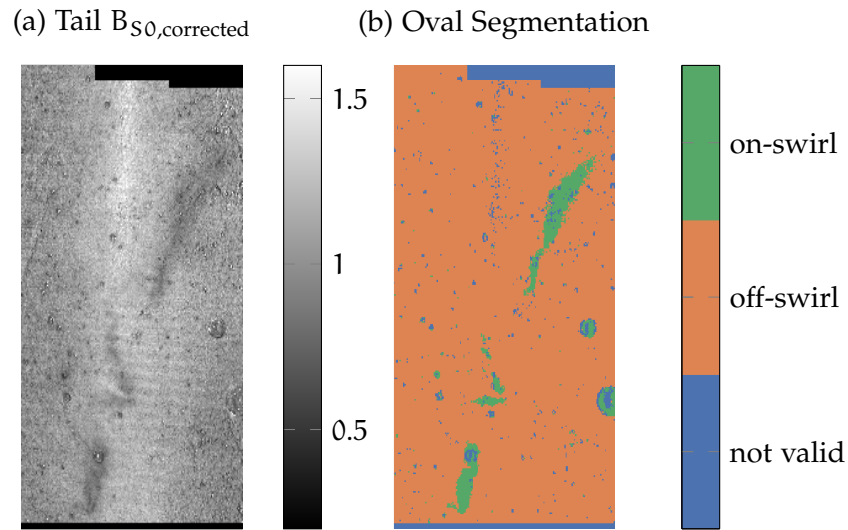 (a) Tail B_S0,corrected
(b) Oval Segmentation
1.5
1
0.5
on-swirl
off-swirl
not valid